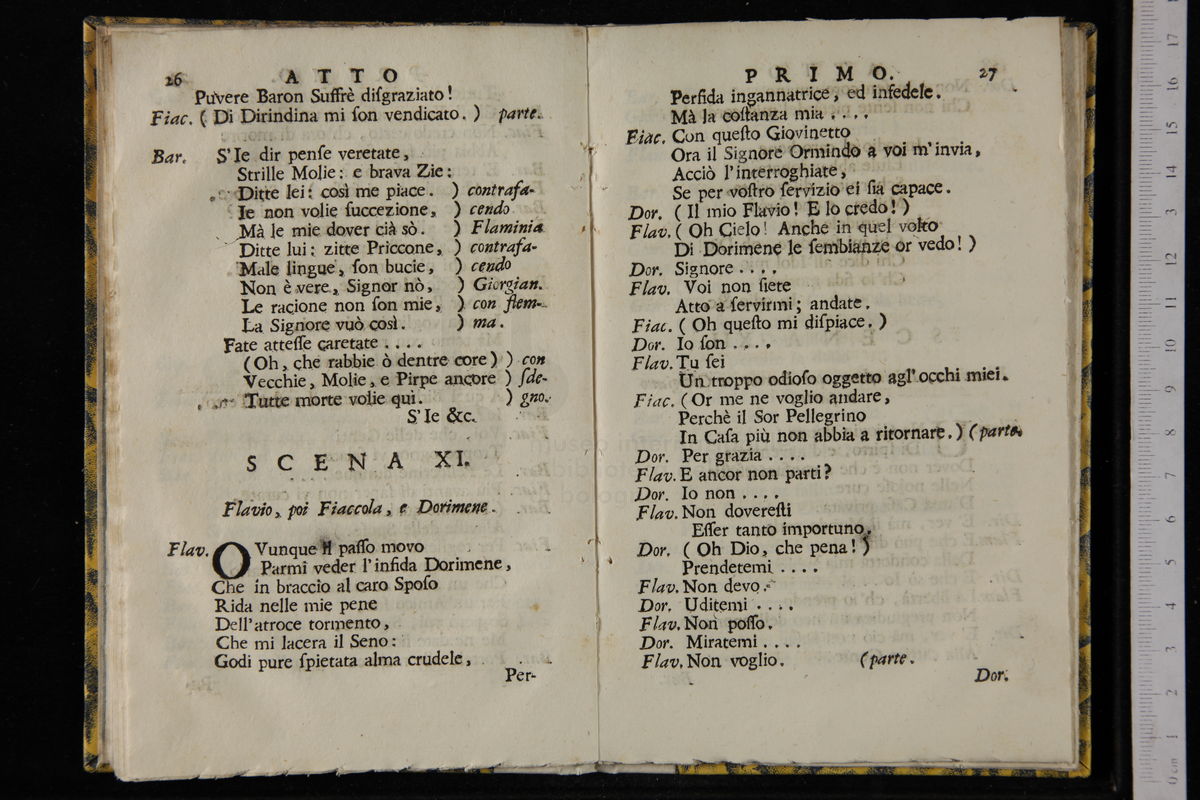 26 ATTO
Puvere Baron Suffrè diſgraziato!
Fiac. ( Di Dirindina mi ſon vendicato. ) parte.
Bar. S'Ie dir penſe veretate,
Strille Molie: e brava Zie:
Ditte lei: così me piace. ) contrafa-
Ie non volie ſuccezione, ) cendo
Mà le mie dover cià sò. ) Flaminia
Ditte lui: zitte Priccone, ) contrafa-
Male lingue, ſon bucie, ) cendo
Non è vere, Signor nò, ) Giorgian.
Le racione non ſon mie, ) con flem-
La Signore vuò così. ) ma.
Fate atteſſe caretate ....
(Oh, che rabbie ò dentre core) ) con
Vecchie, Molie, e Pirpe ancore ) ſde-
Tutte morte volie qui. ) gno.
S'Ie &c.
SCENA XI.
Flavio, poi Fiaccola, e Dorimene.
Flav. OVunque il paſſo movo
Parmi veder l'infida Dorimene,
Che in braccio al caro Spoſo
Rida nelle mie pene
Dell'atroce tormento,
Che mi lacera il Seno:
Godi pure ſpietata alma crudele,
Per-
PRIMO. 27
Perfida ingannatrice, ed infedele.
Mà la coſtanza mia ....
Fiac. Con queſto Giovinetto
Ora il Signore Ormindo a voi m'invia,
Acciò l'interroghiate,
Se per voſtro ſervizio ei ſia capace.
Dor. ( Il mio Flavio! E lo credo! )
Flav. ( Oh Cielo! Anche in quel volto
Di Dorimene le ſembianze or vedo! )
Dor. Signore ....
Flav. Voi non ſiete
Atto a ſervirmi; andate.
Fiac. ( Oh queſto mi diſpiace. )
Dor. Io ſon ....
Flav. Tu ſei
Un troppo odioſo oggetto agl'occhi miei.
Fiac. (Or me ne voglio andare,
Perchè il Sor Pellegrino
In Caſa più non abbia a ritornare.) (parte.
Dor. Per grazia ....
Flav. E ancor non parti?
Dor. Io non ....
Flav. Nonievereſti
Eſſer tanto importuno.
Dor. ( Oh Dio, che pena! )
Prendetemi ....
Flav. Non devo.
Dor. Uditemi ....
Flav. Non poſſo.
Dor. Miratemi ....
Flav. Non voglio. (parte.
Dor.